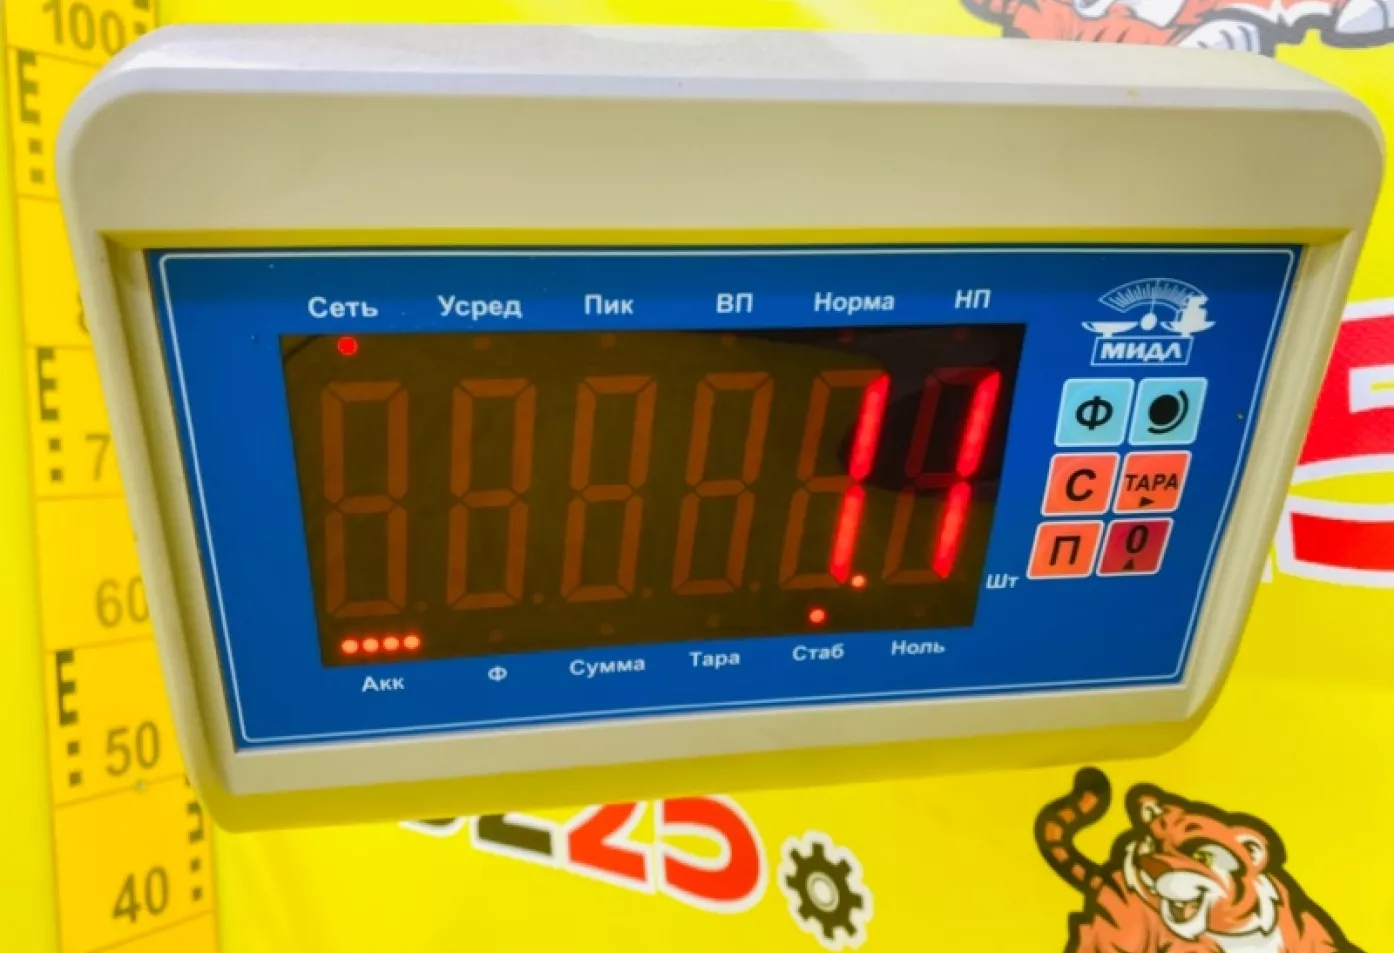 100
Сеть Усред Пик ВП Норма НП
МИДЛ
Ф
1.1
С ТАРА
П 0
Шт
Акк Ф Сумма Тара Стаб Ноль
7
60
50
40